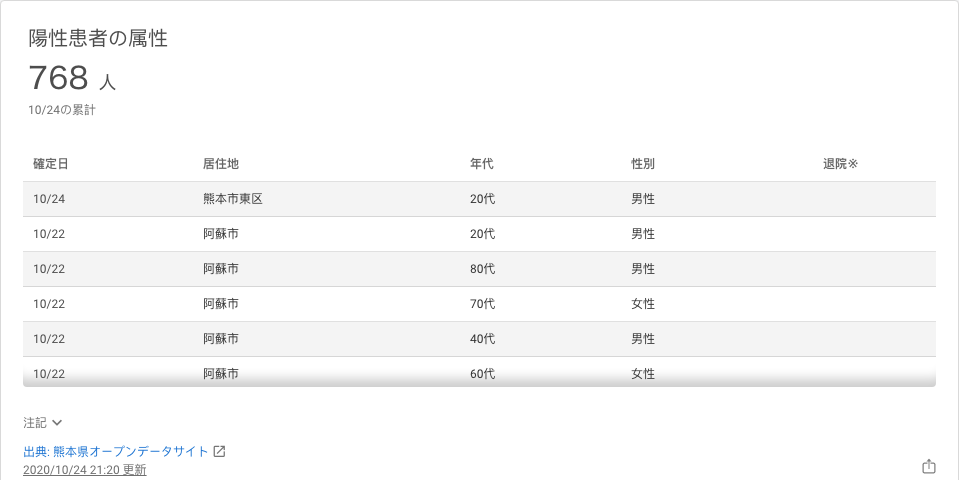 陽性患者の属性
768 人
10/24の累計
確定日 居住地 年代 性別 退院※
10/24 熊本市東区 20代 男性
10/22 阿蘇市 20代 男性
10/22 阿蘇市 80代 男性
10/22 阿蘇市 70代 女性
10/22 阿蘇市 40代 男性
10/22 阿蘇市 60代 女性
注記
出典: 熊本県オープンデータサイト
2020/10/24 21:20 更新